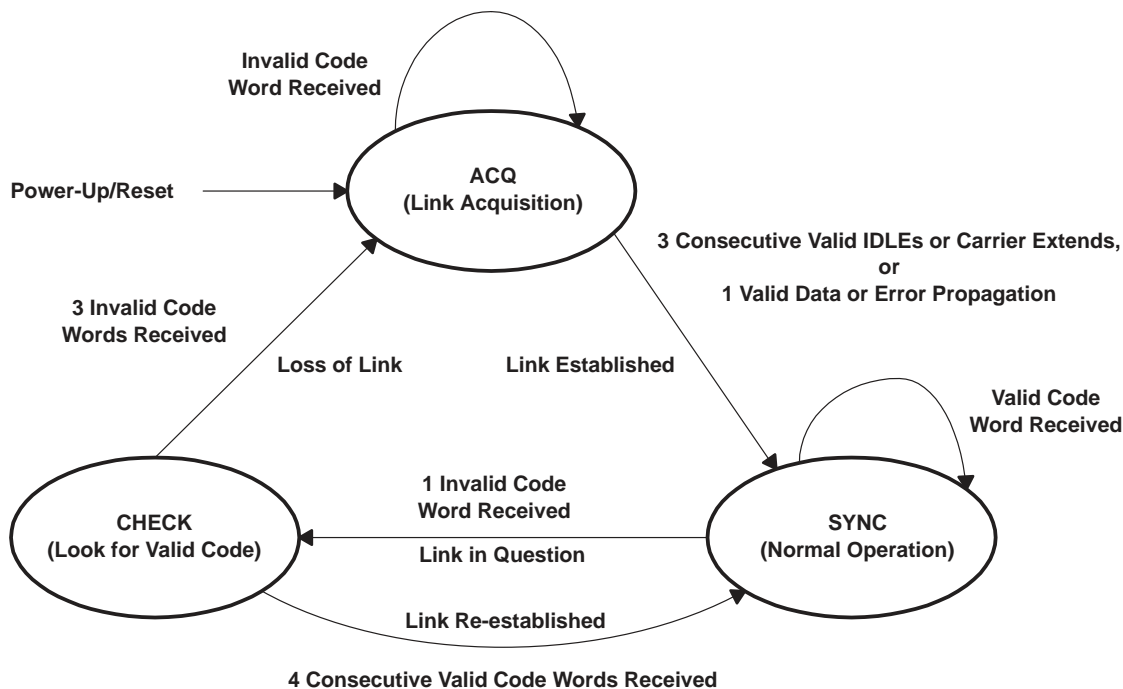 Invalid Code
Word Received
Power-Up/Reset
ACQ
(Link Acquisition)
3 Consecutive Valid IDLEs or Carrier Extends,
or
1 Valid Data or Error Propagation
3 Invalid Code
Words Received
Loss of Link
Link Established
Valid Code
Word Received
1 Invalid Code
Word Received
CHECK
(Look for Valid Code)
SYNC
(Normal Operation)
Link in Question
Link Re-established
4 Consecutive Valid Code Words Received